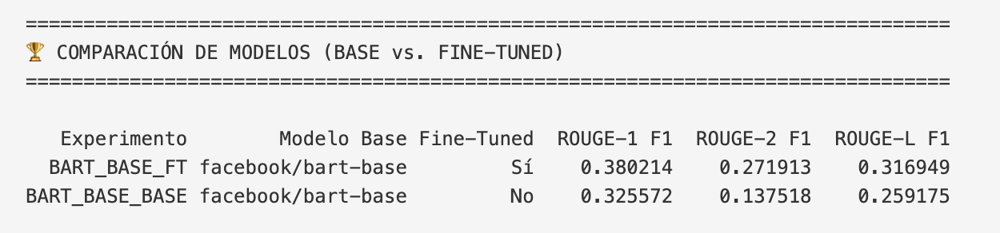 ================================================================================
🏆 COMPARACIÓN DE MODELOS (BASE vs. FINE-TUNED)
================================================================================
Experimento Modelo Base Fine-Tuned ROUGE-1 F1 ROUGE-2 F1 ROUGE-L F1
BART_BASE_FT facebook/bart-base Sí 0.380214 0.271913 0.316949
BART_BASE_BASE facebook/bart-base No 0.325572 0.137518 0.259175